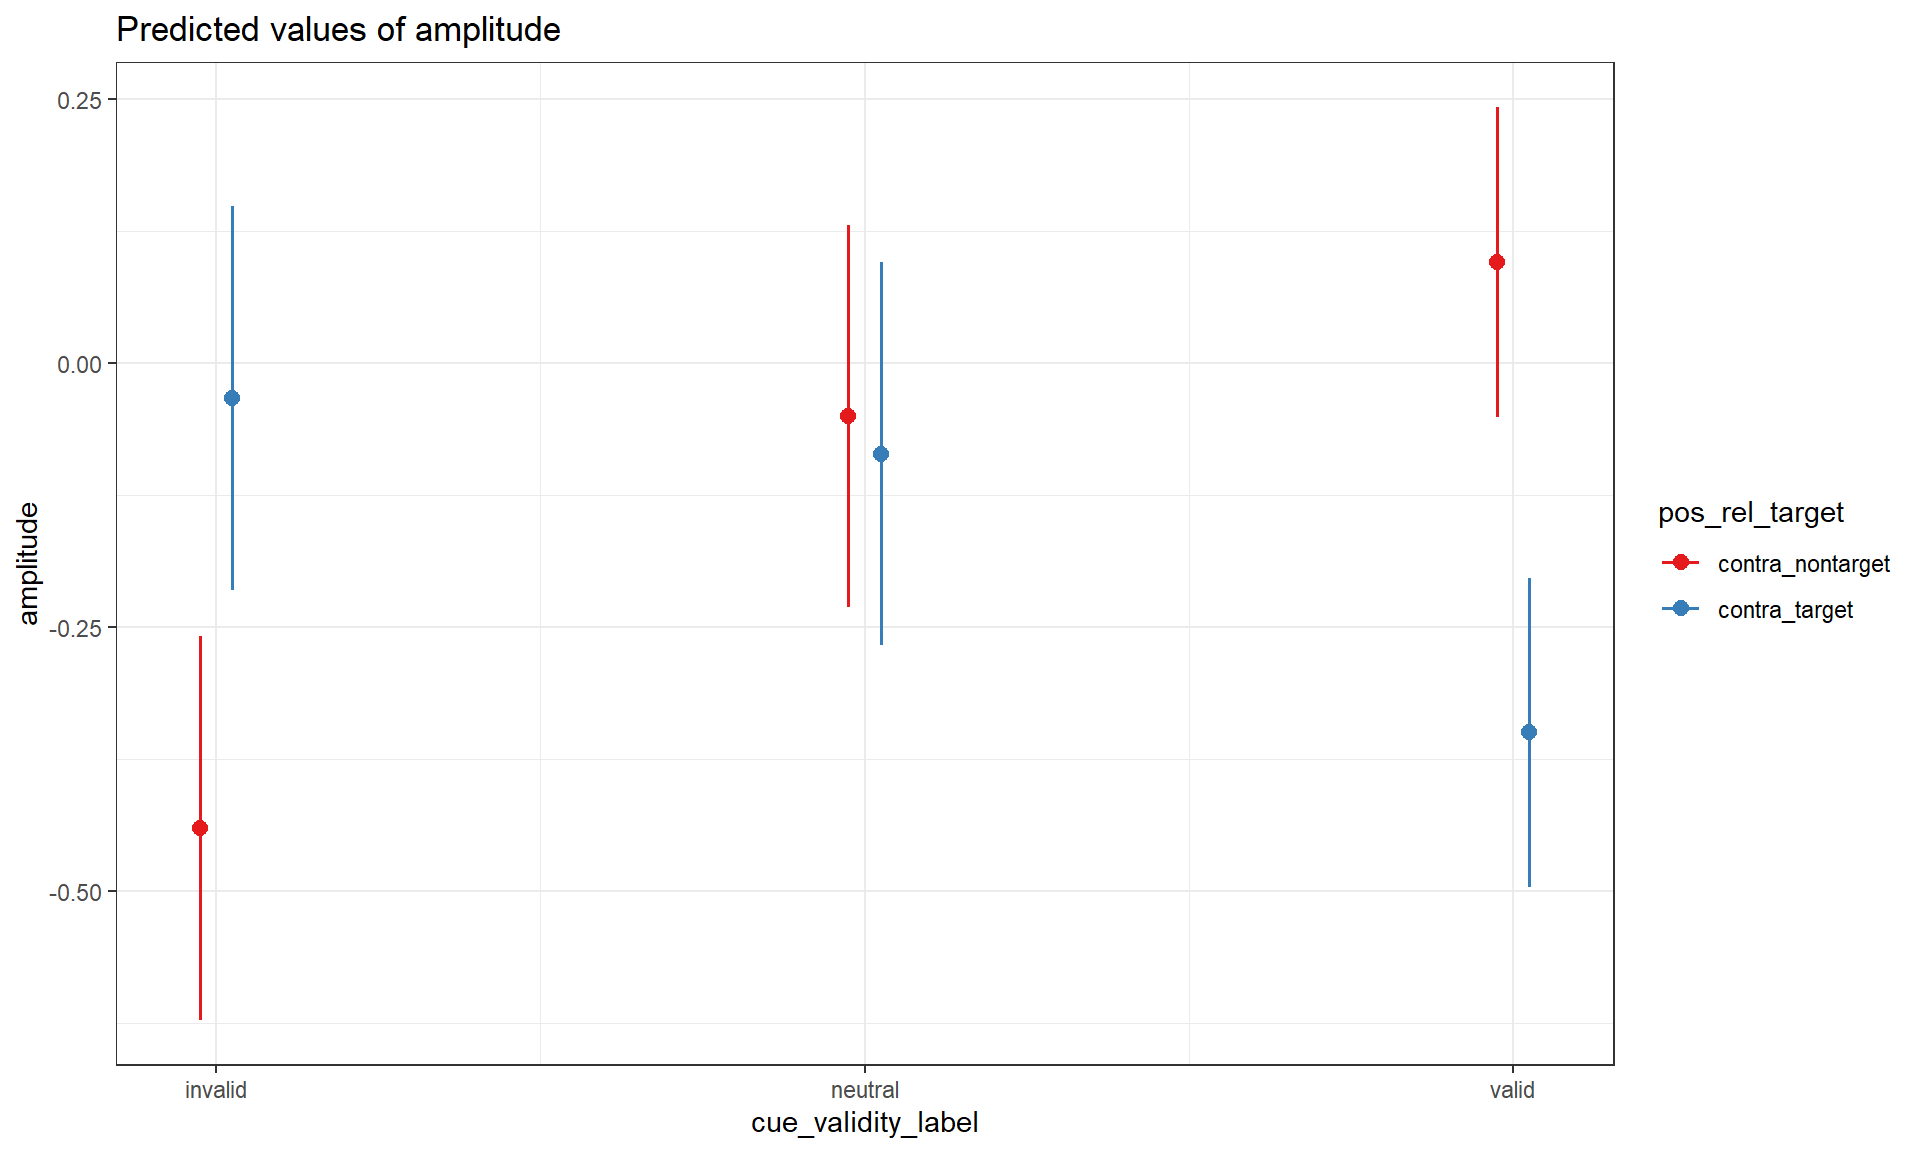 Predicted values of amplitude
0.25
0.00
-0.25
-0.50
amplitude
invalid
neutral
valid
cue_validity_label
pos_rel_target
contra_nontarget
contra_target